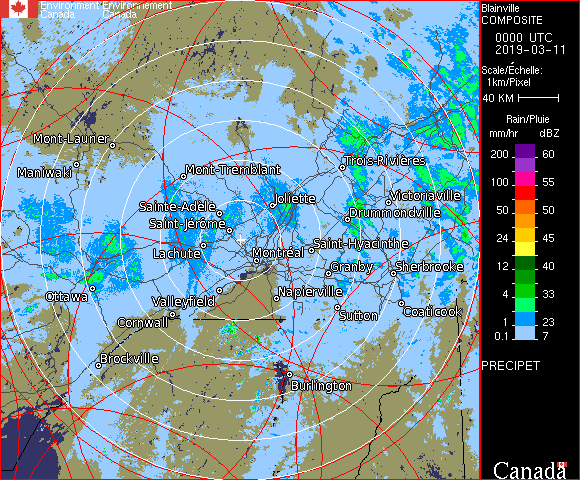 Environment Environnement
Canada Canada
Blainville
COMPOSITE
0000 UTC
2019-03-11
Scale/Échelle:
1km/Pixel
40 KM
Rain/Pluie
mm/hr dBZ
200 60
100 55
50 50
24 45
12 40
4 33
1 23
0.1 7
PRECIPET
Canada
Mont-Laurier
Maniwaki
Mont-Tremblant
Trois-Rivières
Sainte-Adèle
Joliette
Victoriaville
Drummondville
Saint-Jérôme
Lachute
Montréal
Saint-Hyacinthe
Granby
Sherbrooke
Ottawa
Valleyfield
Napierville
Cornwall
Sutton
Coaticook
Brockville
Burlington